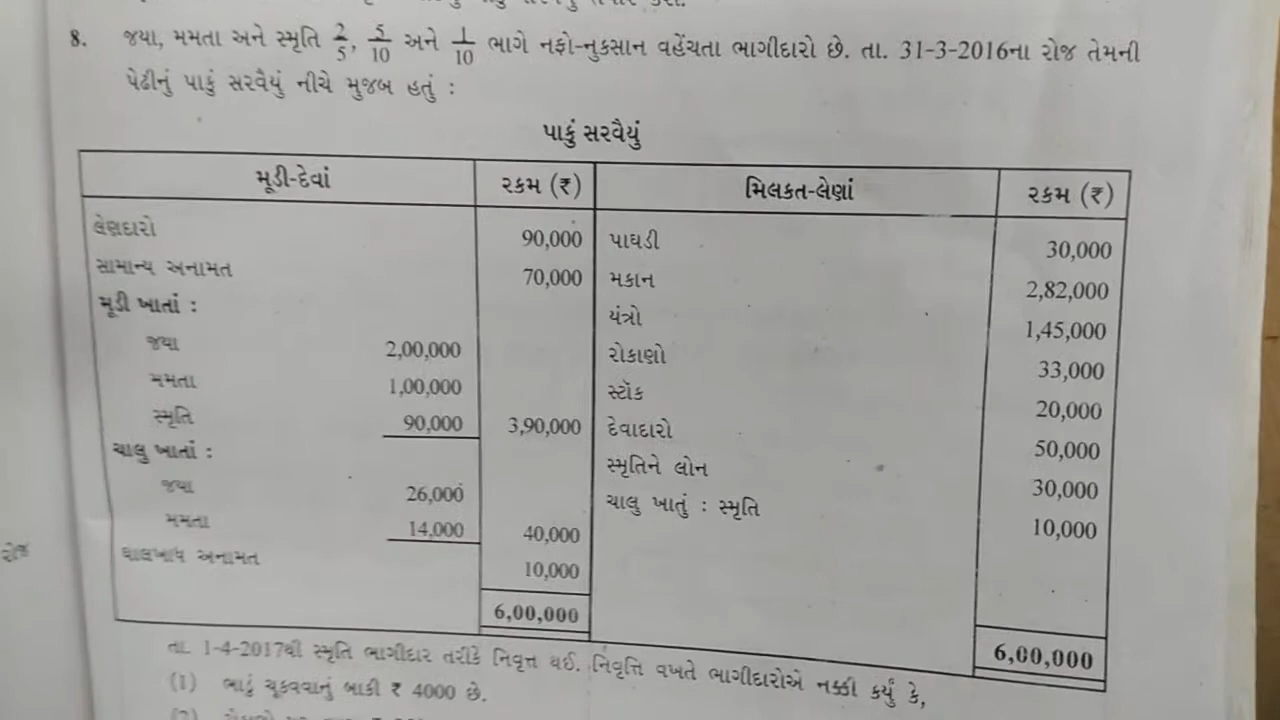 8. જયા, મમતા અને સ્મૃતિ 2/5, 5/10 અને 1/10 ભાગે નફો-નુકસાન વહેંચતા ભાગીદારો છે. તા. 31-3-2016ના રોજ તેમની
પેઢીનું પાકું સરવૈયું નીચે મુજબ હતું :
પાકું સરવૈયું
મૂડી-દેવાં રકમ (₹) મિલકત-લેણાં રકમ (₹)
લેણદારો 90,000 પાઘડી 30,000
સામાન્ય અનામત 70,000 મકાન 2,82,000
મૂડી ખાતાં : યંત્રો 1,45,000
જયા 2,00,000 રોકાણો 33,000
મમતા 1,00,000 સ્ટૉક 20,000
સ્મૃતિ 90,000 3,90,000 દેવાદારો 50,000
ચાલુ ખાતાં : સ્મૃતિને લોન 30,000
જયા 26,000 ચાલુ ખાતું : સ્મૃતિ 10,000
મમતા 14,000 40,000
ઘાલખાધ અનામત 10,000
6,00,000 6,00,000
રોજ
તા. 1-4-2017થી સ્મૃતિ ભાગીદાર તરીકે નિવૃત્ત થઈ. નિવૃત્તિ વખતે ભાગીદારોએ નક્કી કર્યું કે,
(1) ભાડું ચૂકવવાનું બાકી ₹ 4000 છે.